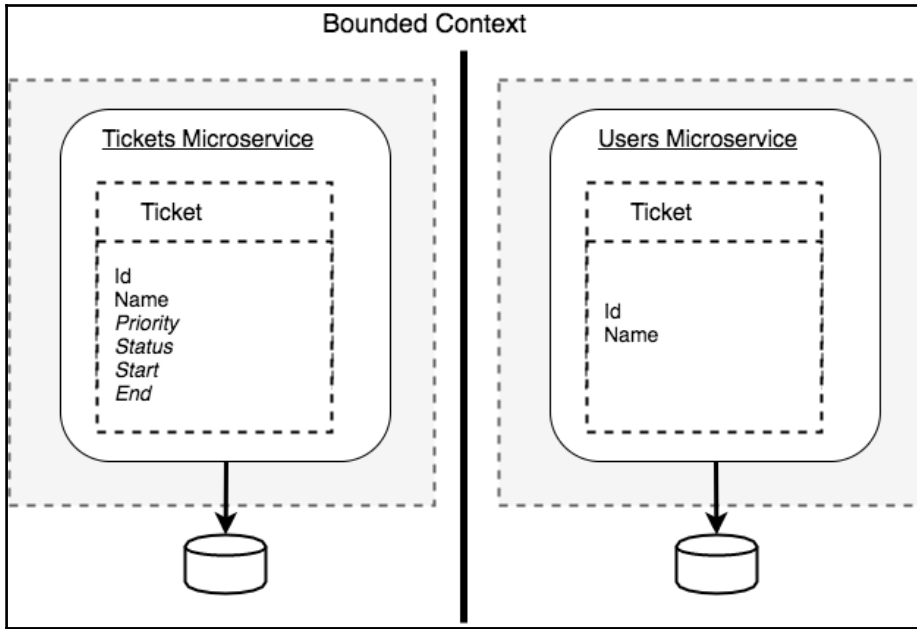 Bounded Context
Tickets Microservice
Ticket
Id
Name
Priority
Status
Start
End
Users Microservice
Ticket
Id
Name